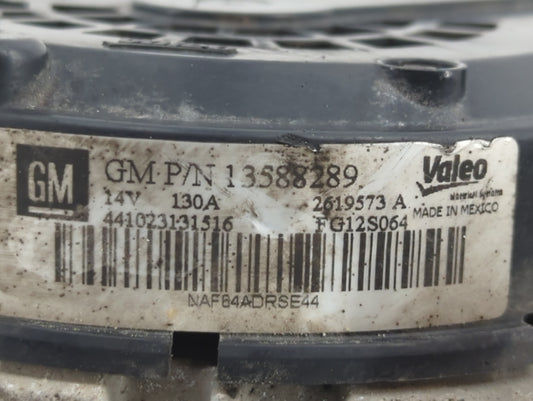 GM GM P/N 13588289 Valeo
14V 130A 2619573 A
MADE IN MEXICO
441023131516 FG12S064
NAF84ADRSE44